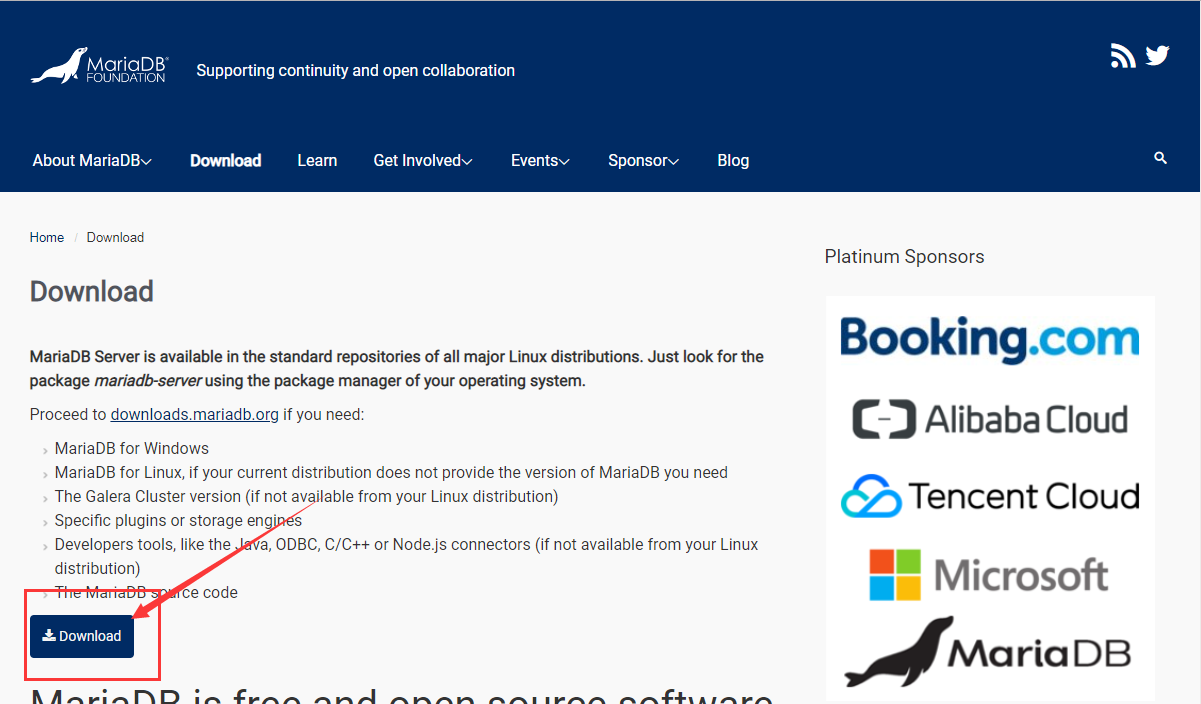 MariaDB
FOUNDATION
Supporting continuity and open collaboration
About MariaDB Download Learn Get Involved Events Sponsor Blog
Home / Download
Download
MariaDB Server is available in the standard repositories of all major Linux distributions. Just look for the
package mariadb-server using the package manager of your operating system.
Proceed to downloads.mariadb.org if you need:
MariaDB for Windows
MariaDB for Linux, if your current distribution does not provide the version of MariaDB you need
The Galera Cluster version (if not available from your Linux distribution)
Specific plugins or storage engines
Developers tools, like the Java, ODBC, C/C++ or Node.js connectors (if not available from your Linux
distribution)
The MariaDB source code
Download
MariaDB is free and open source software
Platinum Sponsors
Booking.com
Alibaba Cloud
Tencent Cloud
Microsoft
MariaDB